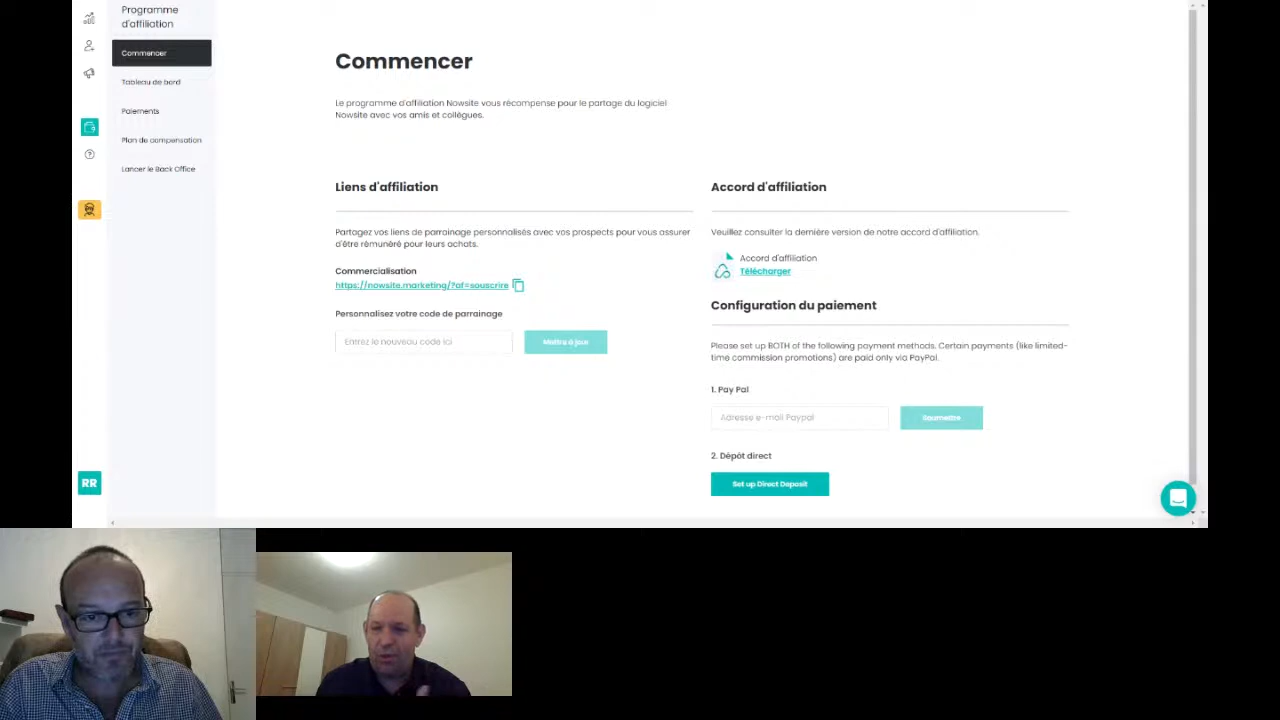 Programme
d'affiliation
Commencer
Tableau de bord
Paiements
Plan de compensation
Lancer le Back Office
RR
Commencer
Le programme d'affiliation Nowsite vous récompense pour le partage du logiciel
Nowsite avec vos amis et collègues.
Liens d'affiliation
Partagez vos liens de parrainage personnalisés avec vos prospects pour vous assurer
d'être rémunéré pour leurs achats.
Commercialisation
https://nowsite.marketing/?af=souscrire
Personnalisez votre code de parrainage
Entrez le nouveau code ici
Mettre à jour
Accord d'affiliation
Veuillez consulter la dernière version de notre accord d'affiliation.
Accord d'affiliation
Télécharger
Configuration du paiement
Please set up BOTH of the following payment methods. Certain payments (like limited-
time commission promotions) are paid only via PayPal.
1. Pay Pal
Adresse e-mail Paypal
Soumettre
2. Dépôt direct
Set up Direct Deposit